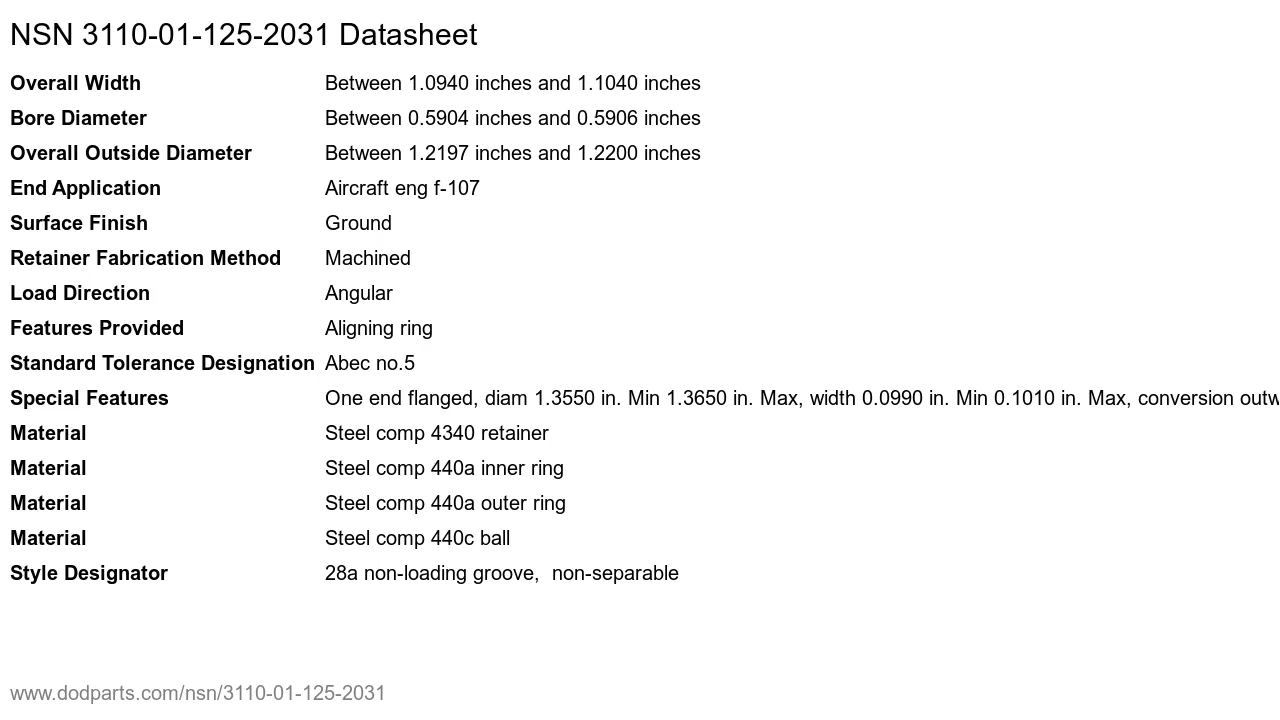 NSN 3110-01-125-2031 Datasheet
Overall Width Between 1.0940 inches and 1.1040 inches
Bore Diameter Between 0.5904 inches and 0.5906 inches
Overall Outside Diameter Between 1.2197 inches and 1.2200 inches
End Application Aircraft eng f-107
Surface Finish Ground
Retainer Fabrication Method Machined
Load Direction Angular
Features Provided Aligning ring
Standard Tolerance Designation Abec no.5
Special Features One end flanged, diam 1.3550 in. Min 1.3650 in. Max, width 0.0990 in. Min 0.1010 in. Max, conversion
Material Steel comp 4340 retainer
Material Steel comp 440a inner ring
Material Steel comp 440a outer ring
Material Steel comp 440c ball
Style Designator 28a non-loading groove,  non-separable
www.dodparts.com/nsn/3110-01-125-2031